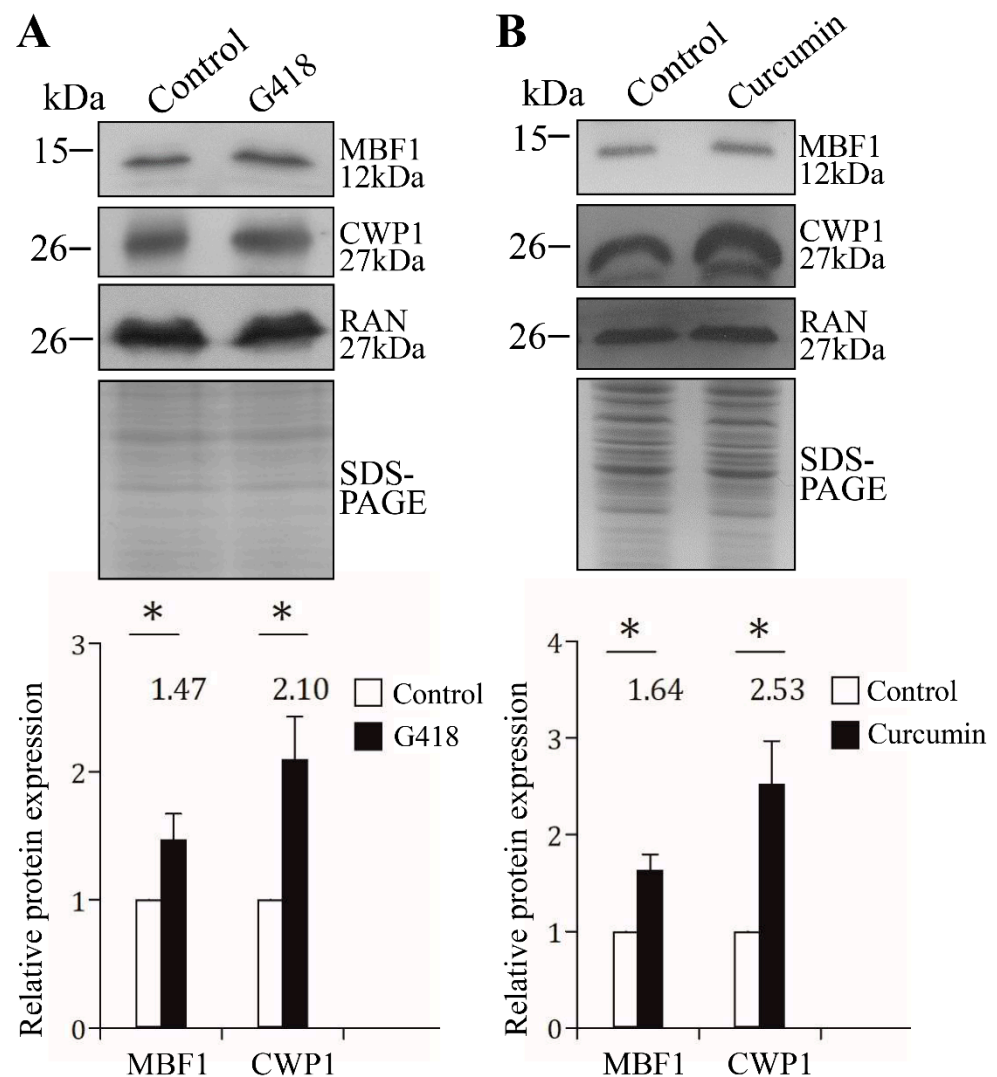 A
kDa
Control
G418
15
MBF1
12kDa
26
CWP1
27kDa
26
RAN
27kDa
SDS-
PAGE
*
*
1.47
2.10
Control
G418
Relative protein expression
3
2
1
0
MBF1
CWP1
B
kDa
Control
Curcumin
15
MBF1
12kDa
26
CWP1
27kDa
26
RAN
27kDa
SDS-
PAGE
*
*
1.64
2.53
Control
Curcumin
Relative protein expression
4
3
2
1
0
MBF1
CWP1